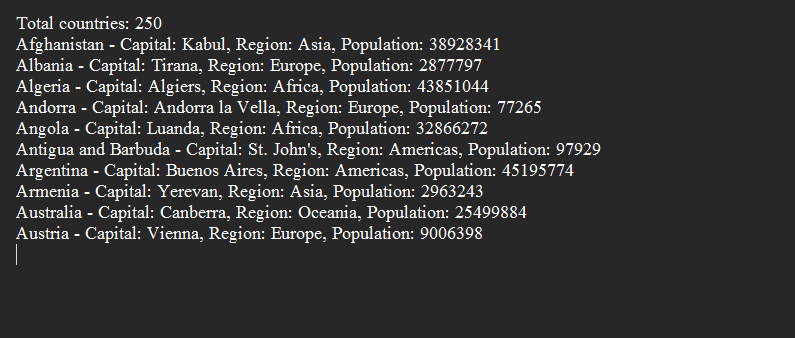 Total countries: 250
Afghanistan - Capital: Kabul, Region: Asia, Population: 38928341
Albania - Capital: Tirana, Region: Europe, Population: 2877797
Algeria - Capital: Algiers, Region: Africa, Population: 43851044
Andorra - Capital: Andorra la Vella, Region: Europe, Population: 77265
Angola - Capital: Luanda, Region: Africa, Population: 32866272
Antigua and Barbuda - Capital: St. John's, Region: Americas, Population: 97929
Argentina - Capital: Buenos Aires, Region: Americas, Population: 45195774
Armenia - Capital: Yerevan, Region: Asia, Population: 2963243
Australia - Capital: Canberra, Region: Oceania, Population: 25499884
Austria - Capital: Vienna, Region: Europe, Population: 9006398